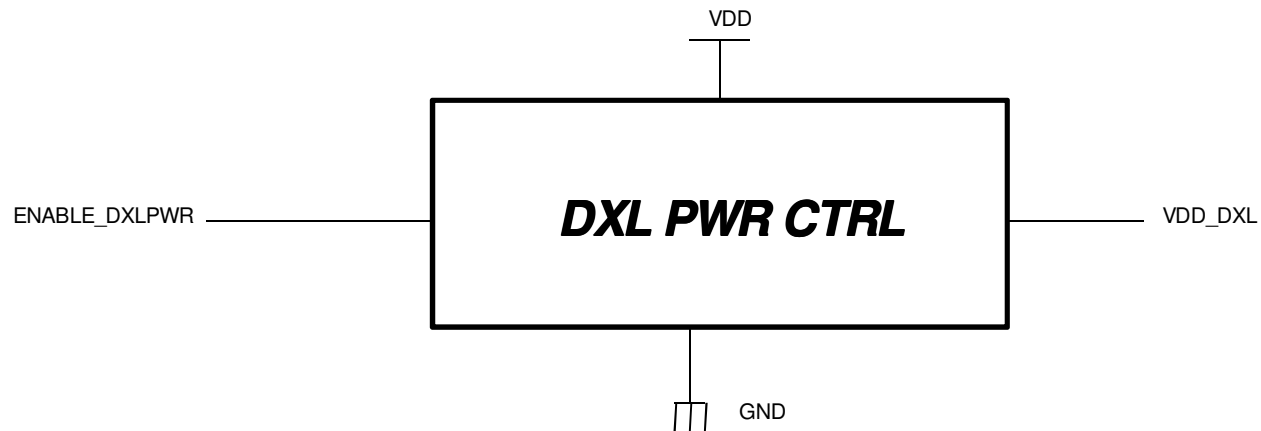 VDD
ENABLE_DXLPWR
DXL PWR CTRL
VDD_DXL
GND